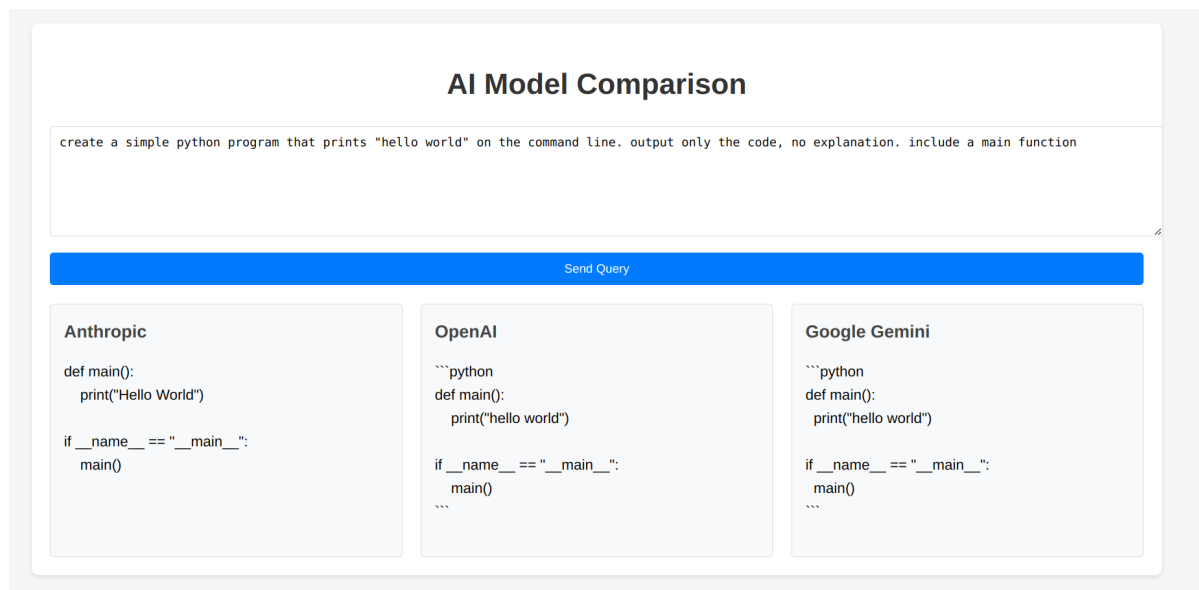 AI Model Comparison
create a simple python program that prints "hello world" on the command line. output only the code, no explanation. include a main function
Send Query
Anthropic
def main():
    print("Hello World")

if __name__ == "__main__":
    main()
OpenAI
```python
def main():
    print("hello world")

if __name__ == "__main__":
    main()
```
Google Gemini
```python
def main():
  print("hello world")

if __name__ == "__main__":
  main()
```